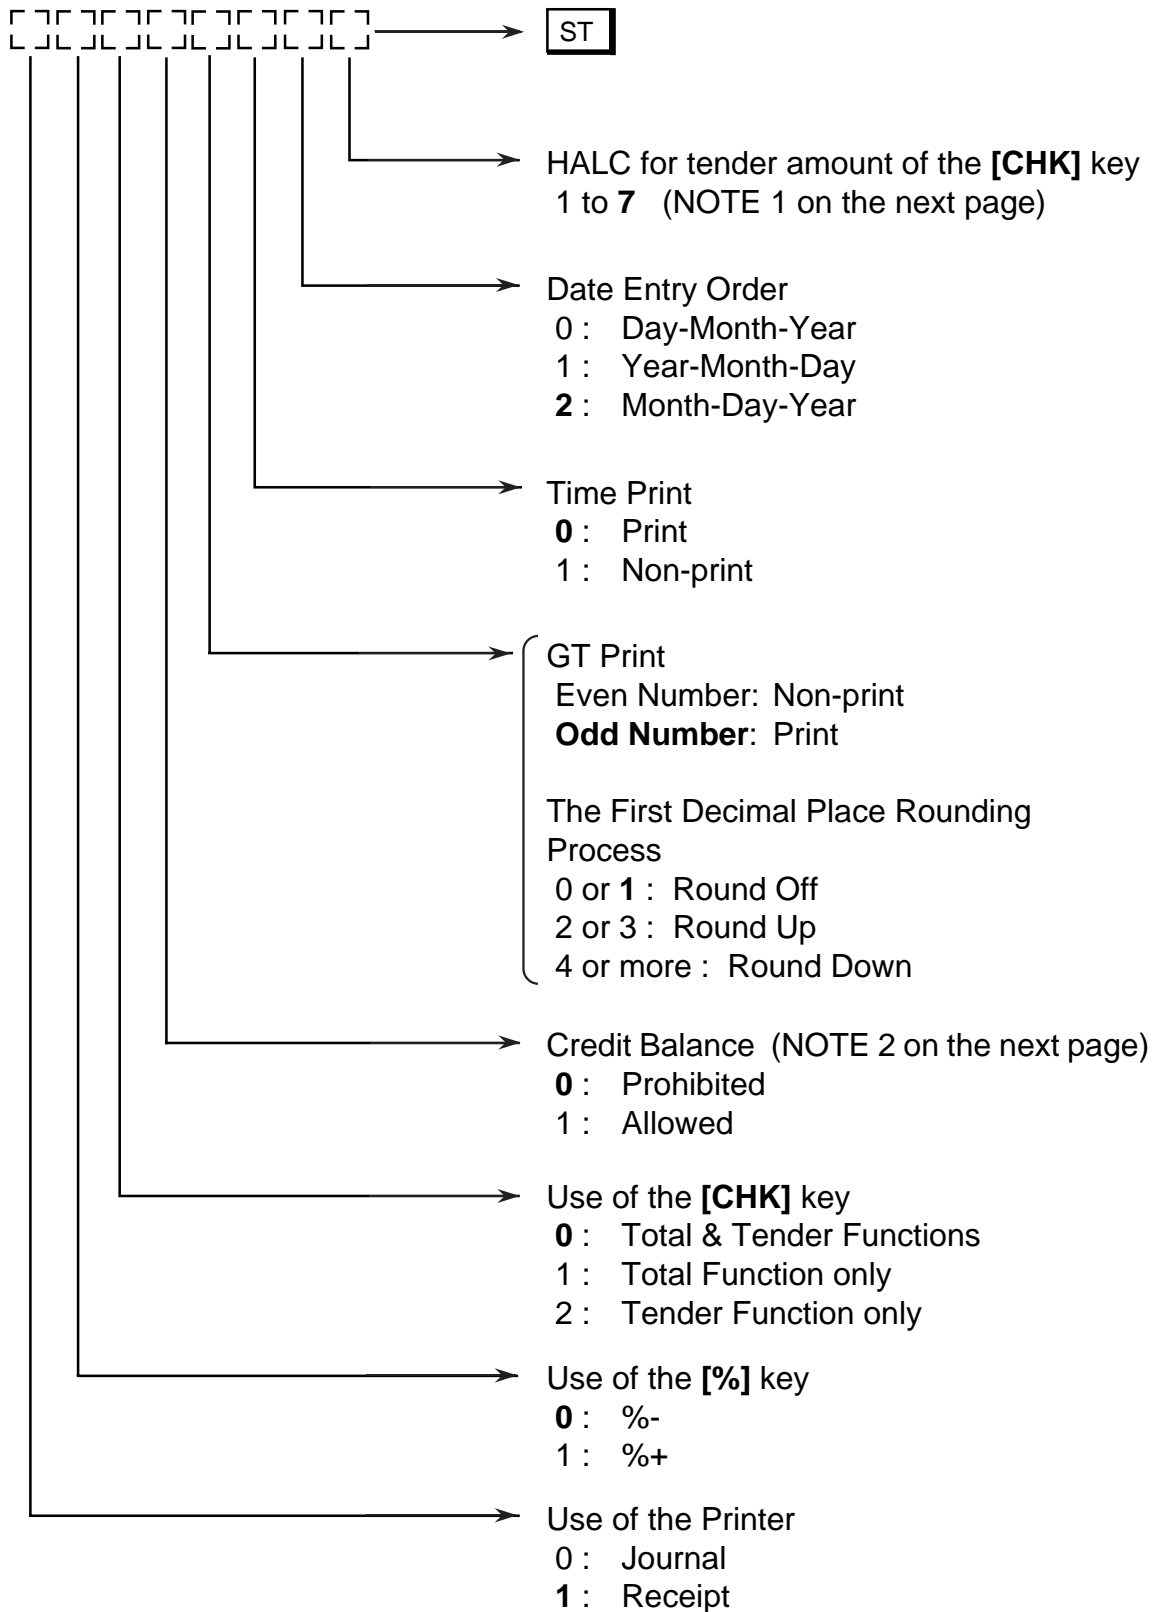 ST
HALC for tender amount of the [CHK] key
1 to 7 (NOTE 1 on the next page)
Date Entry Order
0 : Day-Month-Year
1 : Year-Month-Day
2 : Month-Day-Year
Time Print
0 : Print
1 : Non-print
GT Print
Even Number: Non-print
Odd Number: Print
The First Decimal Place Rounding
Process
0 or 1 : Round Off
2 or 3 : Round Up
4 or more : Round Down
Credit Balance (NOTE 2 on the next page)
0 : Prohibited
1 : Allowed
Use of the [CHK] key
0 : Total & Tender Functions
1 : Total Function only
2 : Tender Function only
Use of the [%] key
0 : %-
1 : %+
Use of the Printer
0 : Journal
1 : Receipt